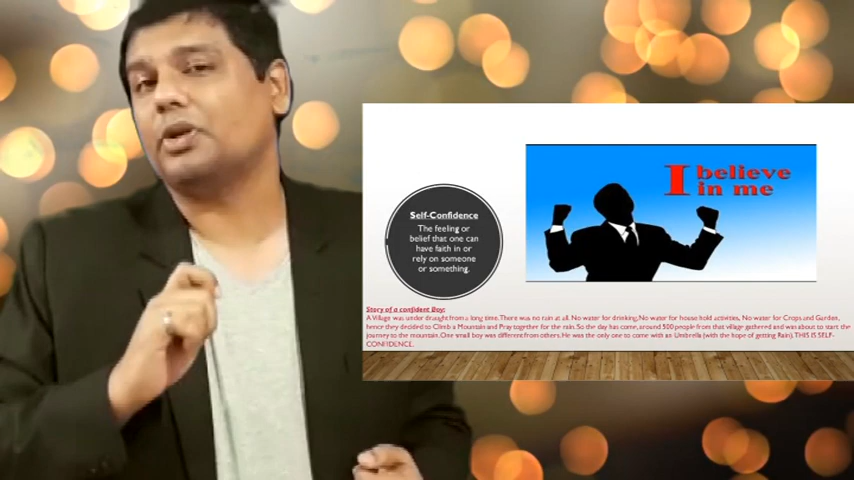 I believe
in me
Self-Confidence
The feeling or
belief that one can
have faith in or
rely on someone
or something.
Story of a confident Boy:
A Village was under draught from a long time. There was no rain at all. No water for drinking, No water for house hold activities, No water for Crops and Garden,
hence they decided to Climb a Mountain and Pray together for the rain. So the day has come, around 500 people from that village gathered and was about to start the
journey to the mountain. One small boy was different from others. He was the only one to come with an Umbrella (with the hope of getting Rain). THIS IS SELF-
CONFIDENCE.